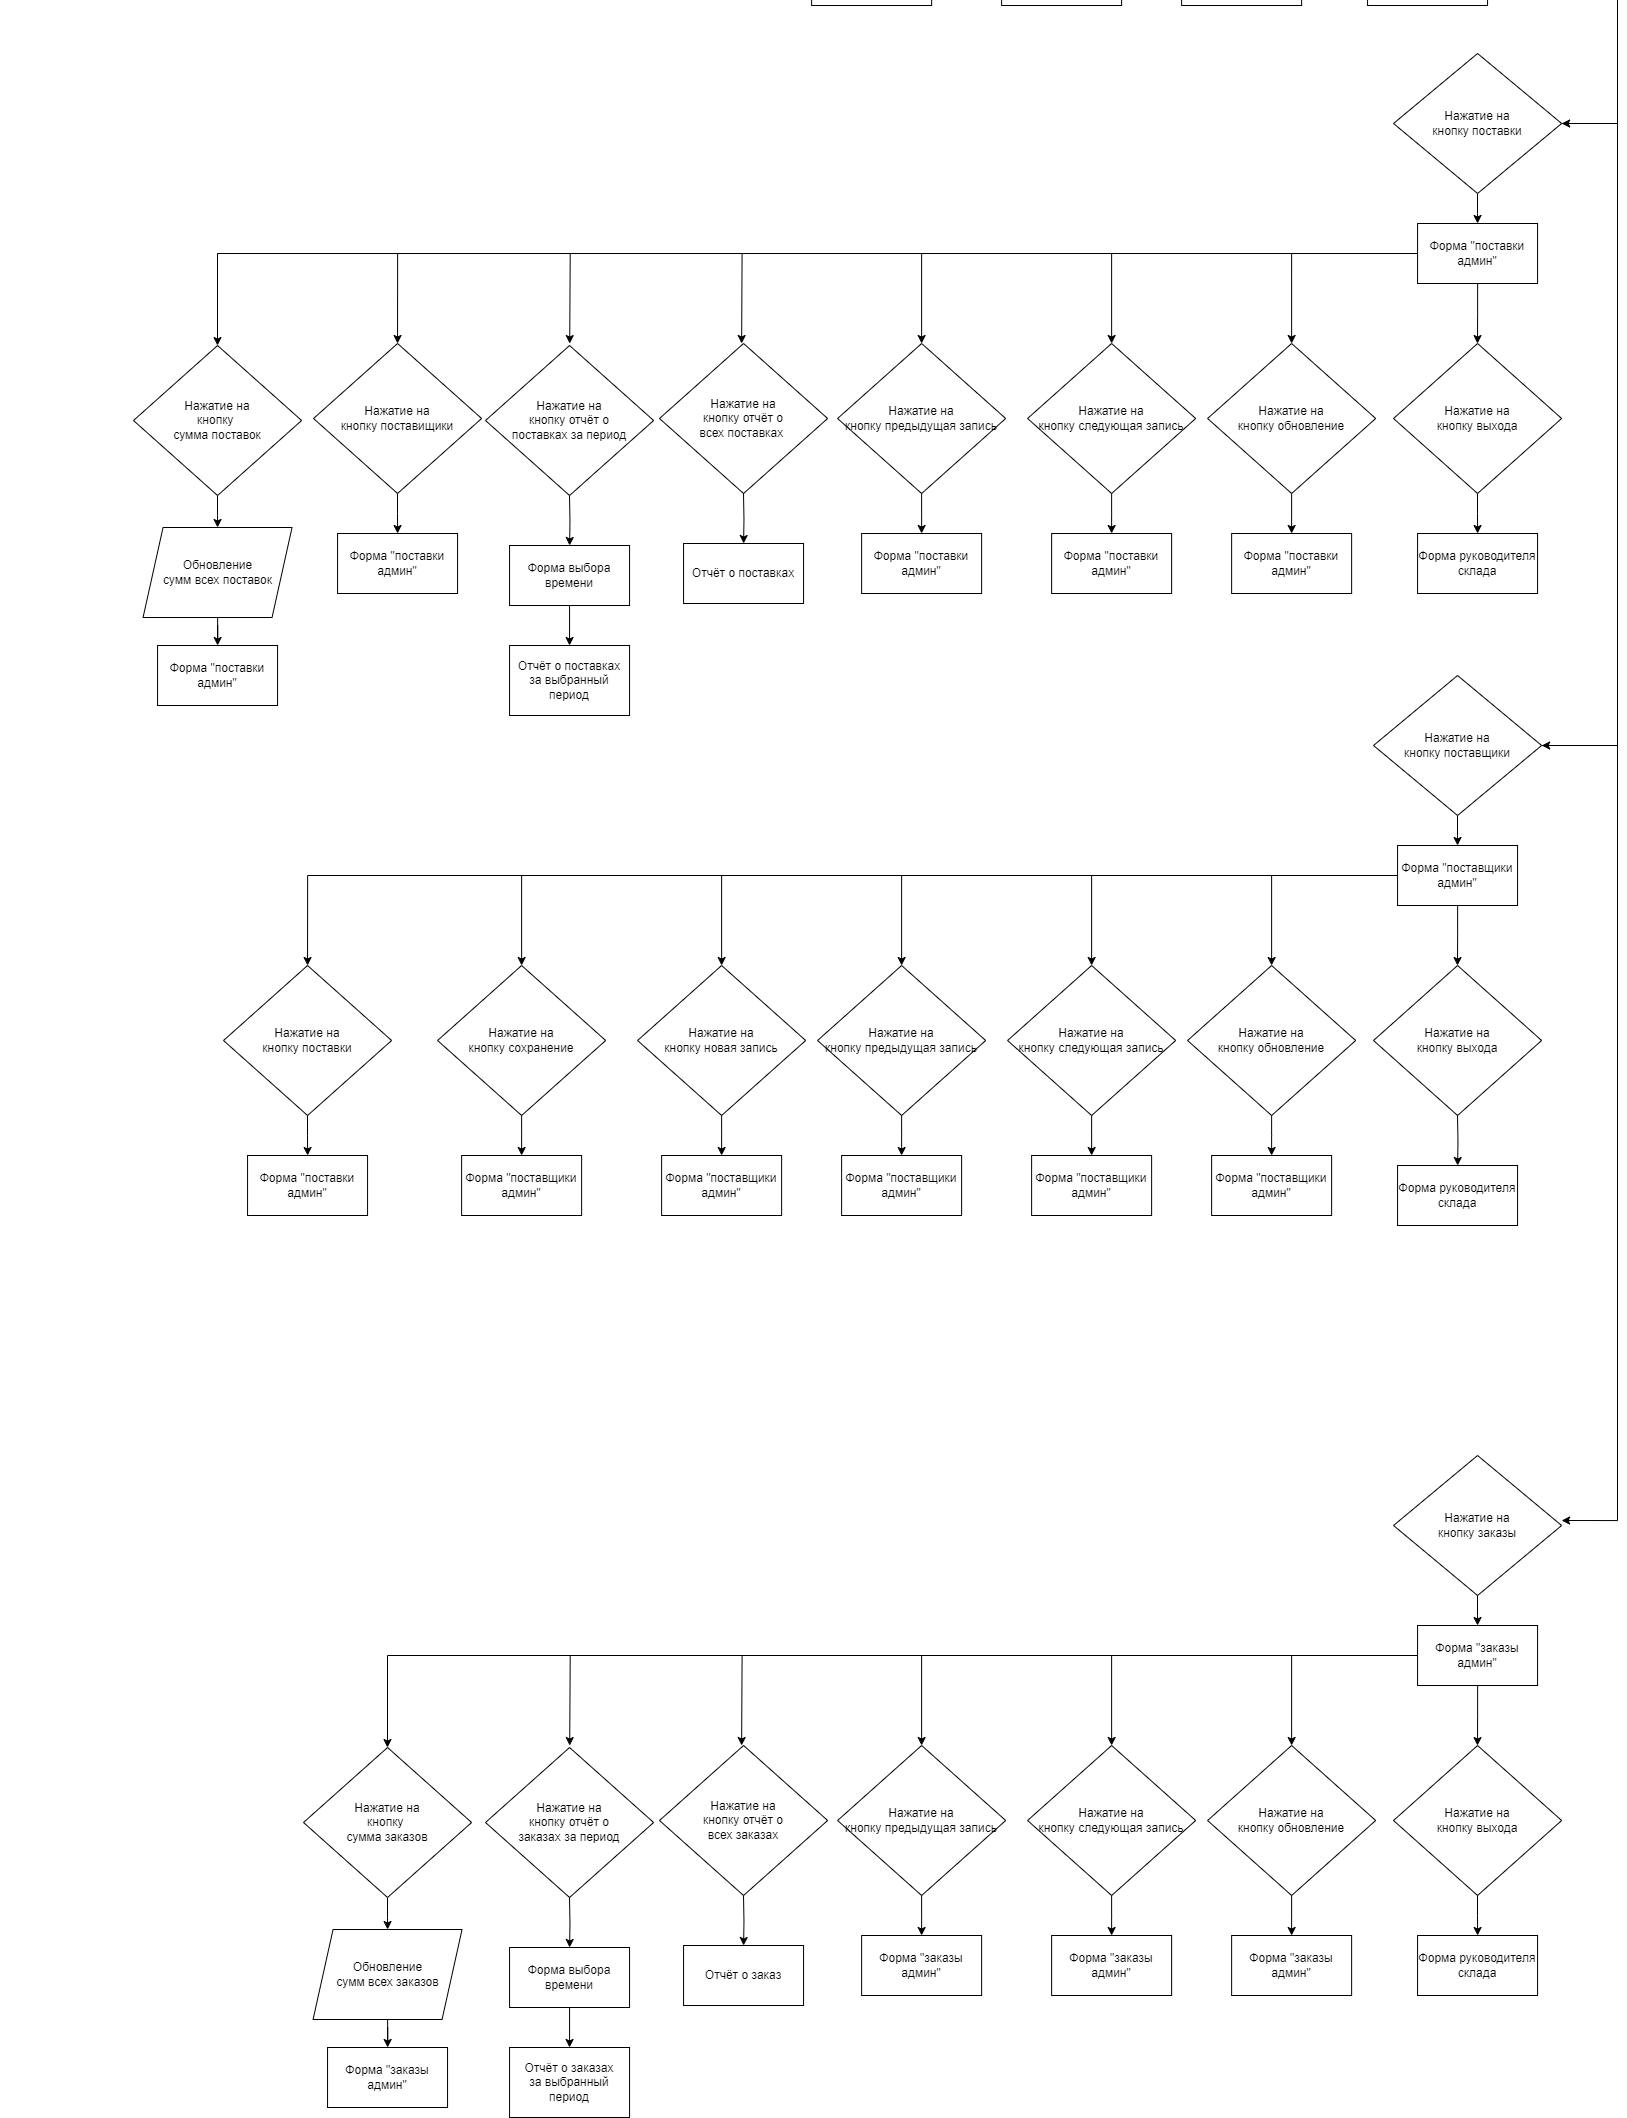 Нажатие на
кнопку поставки
Форма "поставки
админ"
Нажатие на
кнопку
сумма поставок
Нажатие на
кнопку поставищики
Нажатие на
кнопку отчёт о
поставках за период
Нажатие на
кнопку отчёт о
всех поставках
Нажатие на
кнопку предыдущая запись
Нажатие на
кнопку следующая запись
Нажатие на
кнопку обновление
Нажатие на
кнопку выхода
Обновление
сумм всех поставок
Форма "поставки
админ"
Форма выбора
времени
Отчёт о поставках
Форма "поставки
админ"
Форма "поставки
админ"
Форма "поставки
админ"
Форма руководителя
склада
Форма "поставки
админ"
Отчёт о поставках
за выбранный
период
Нажатие на
кнопку поставщики
Форма "поставщики
админ"
Нажатие на
кнопку поставки
Нажатие на
кнопку сохранение
Нажатие на
кнопку новая запись
Нажатие на
кнопку предыдущая запись
Нажатие на
кнопку следующая запись
Нажатие на
кнопку обновление
Нажатие на
кнопку выхода
Форма "поставки
админ"
Форма "поставщики
админ"
Форма "поставщики
админ"
Форма "поставщики
админ"
Форма "поставщики
админ"
Форма "поставщики
админ"
Форма руководителя
склада
Нажатие на
кнопку заказы
Форма "заказы
админ"
Нажатие на
кнопку
сумма заказов
Нажатие на
кнопку отчёт о
заказах за период
Нажатие на
кнопку отчёт о
всех заказах
Нажатие на
кнопку предыдущая запись
Нажатие на
кнопку следующая запись
Нажатие на
кнопку обновление
Нажатие на
кнопку выхода
Обновление
сумм всех заказов
Форма выбора
времени
Отчёт о заказ
Форма "заказы
админ"
Форма "заказы
админ"
Форма "заказы
админ"
Форма руководителя
склада
Форма "заказы
админ"
Отчёт о заказах
за выбранный
период